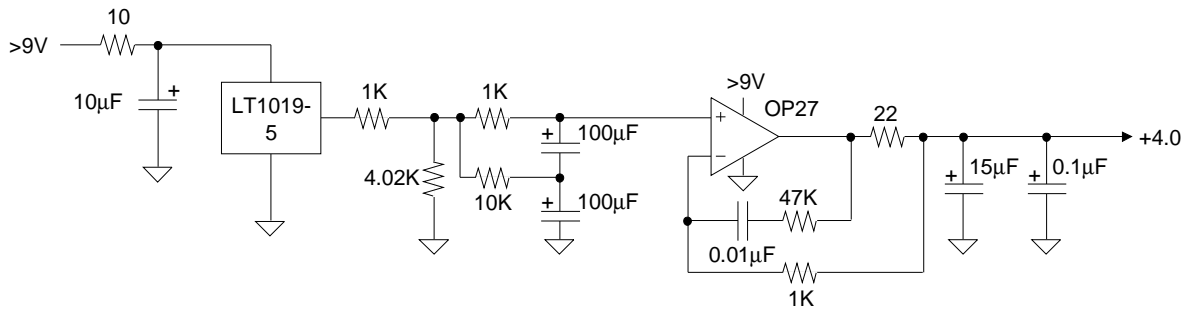 10
>9V
10µF
+
LT1019-
5
1K
1K
+
100µF
4.02K
10K
+
100µF
>9V
OP27
+
−
22
+4.0
+
15µF
+
0.1µF
47K
0.01µF
1K